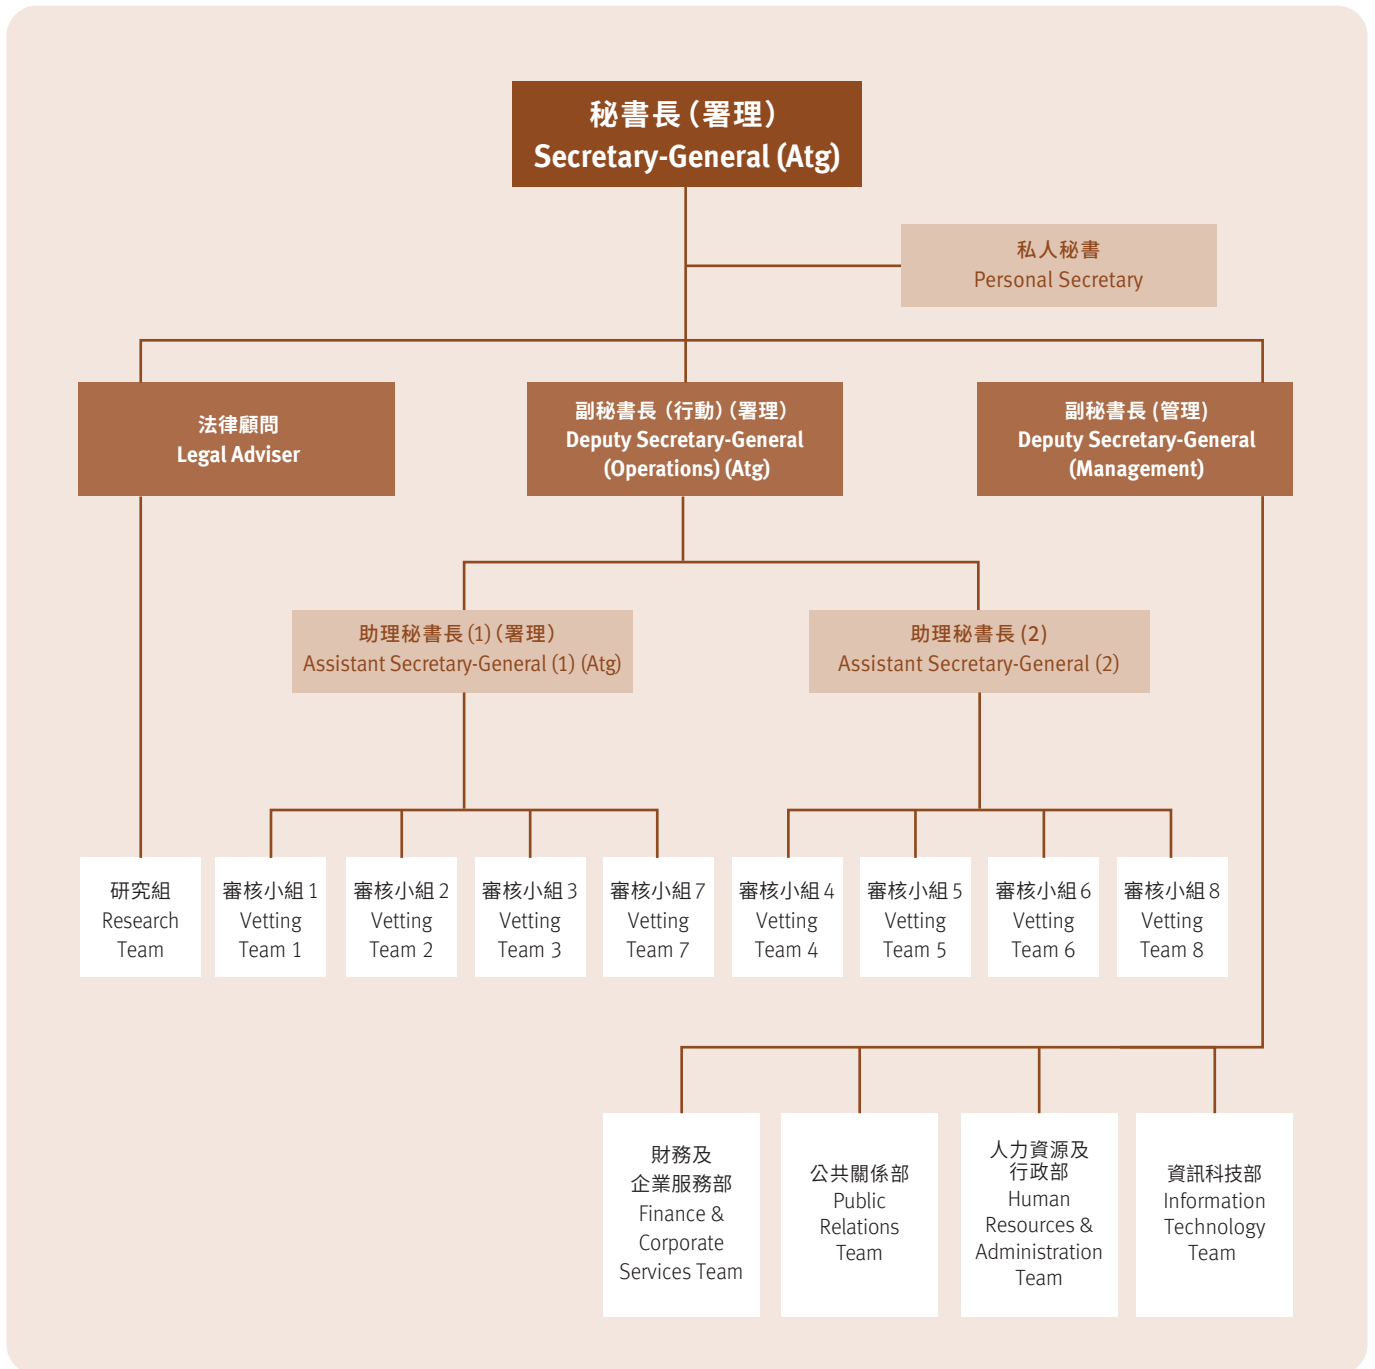 秘書長（署理）
Secretary-General (Atg)
私人秘書
Personal Secretary
法律顧問
Legal Adviser
副秘書長（行動）（署理）
Deputy Secretary-General
(Operations) (Atg)
副秘書長 (管理)
Deputy Secretary-General
(Management)
助理秘書長 (1)（署理）
Assistant Secretary-General (1) (Atg)
助理秘書長 (2)
Assistant Secretary-General (2)
研究組
Research
Team
審核小組 1
Vetting
Team 1
審核小組 2
Vetting
Team 2
審核小組 3
Vetting
Team 3
審核小組 7
Vetting
Team 7
審核小組 4
Vetting
Team 4
審核小組 5
Vetting
Team 5
審核小組 6
Vetting
Team 6
審核小組 8
Vetting
Team 8
財務及
企業服務部
Finance &
Corporate
Services Team
公共關係部
Public
Relations
Team
人力資源及
行政部
Human
Resources &
Administration
Team
資訊科技部
Information
Technology
Team